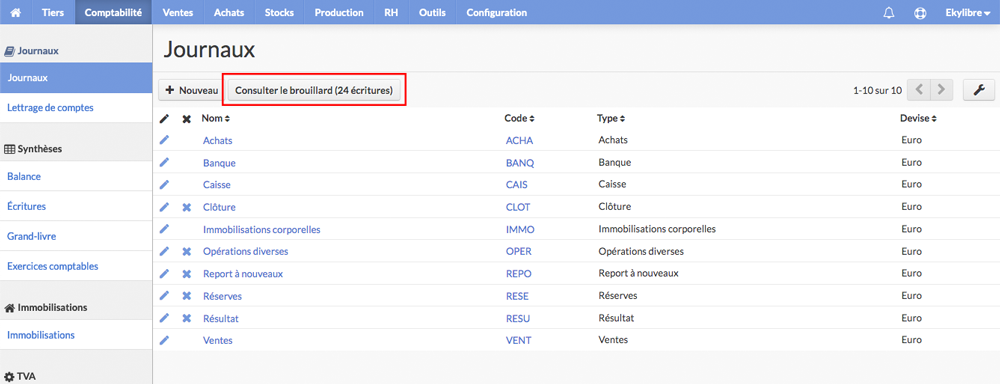 Tiers Comptabilité Ventes Achats Stocks Production RH Outils Configuration Ekylibre
Journaux
Journaux
Lettrage de comptes
Synthèses
Balance
Écritures
Grand-livre
Exercices comptables
Immobilisations
Immobilisations
TVA
Journaux
Nouveau Consulter le brouillard (24 écritures) 1-10 sur 10
Nom Code Type Devise
Achats ACHA Achats Euro
Banque BANQ Banque Euro
Caisse CAIS Caisse Euro
Clôture CLOT Clôture Euro
Immobilisations corporelles IMMO Immobilisations corporelles Euro
Opérations diverses OPER Opérations diverses Euro
Report à nouveaux REPO Report à nouveaux Euro
Réserves RESE Réserves Euro
Résultat RESU Résultat Euro
Ventes VENT Ventes Euro